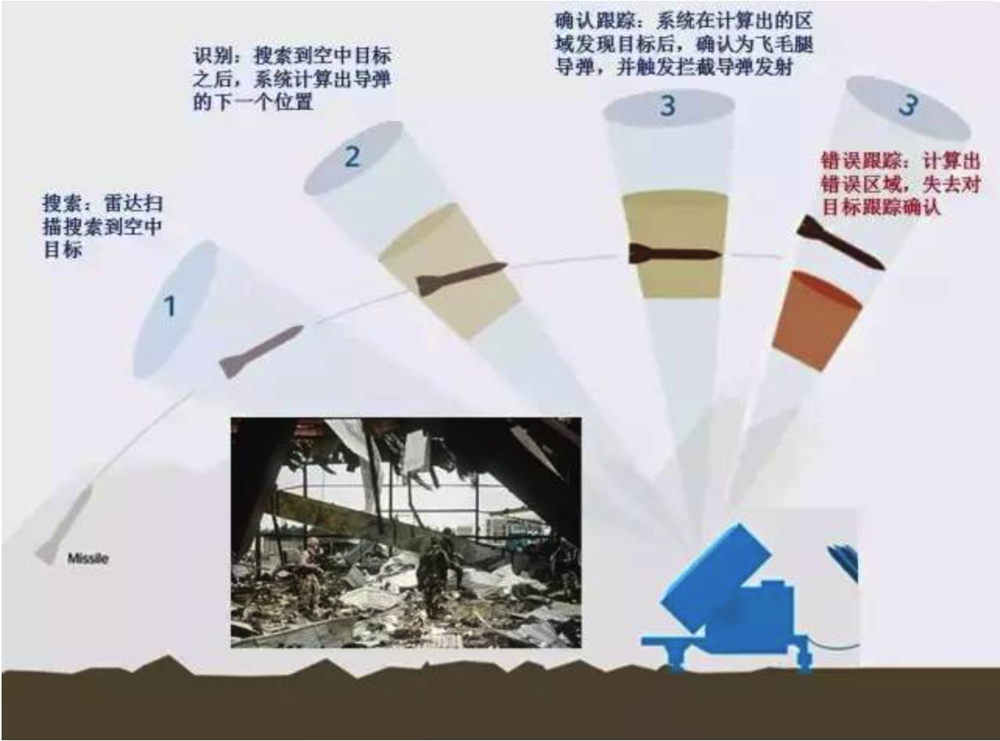 确认跟踪：系统在计算出的区
域发现目标后，确认为飞毛腿
导弹，并触发拦截导弹发射
识别：搜索到空中目标
之后，系统计算出导弹
的下一个位置
3
3
2
错误跟踪：计算出
错误区域，失去对
目标跟踪确认
搜索：雷达扫
描搜索到空中
目标
1
Missile